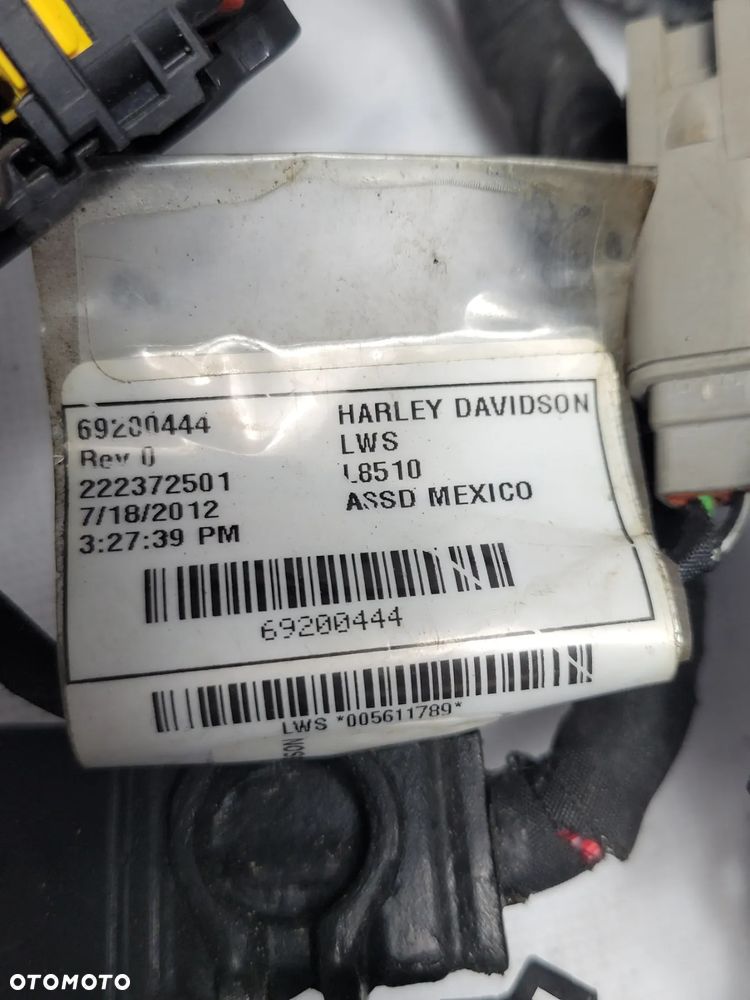 69200444
Rev 0
222372501
7/18/2012
3:27:39 PM
HARLEY DAVIDSON
LWS
L8510
ASSD MEXICO
69200444
LWS *005611789*
OTOMOTO